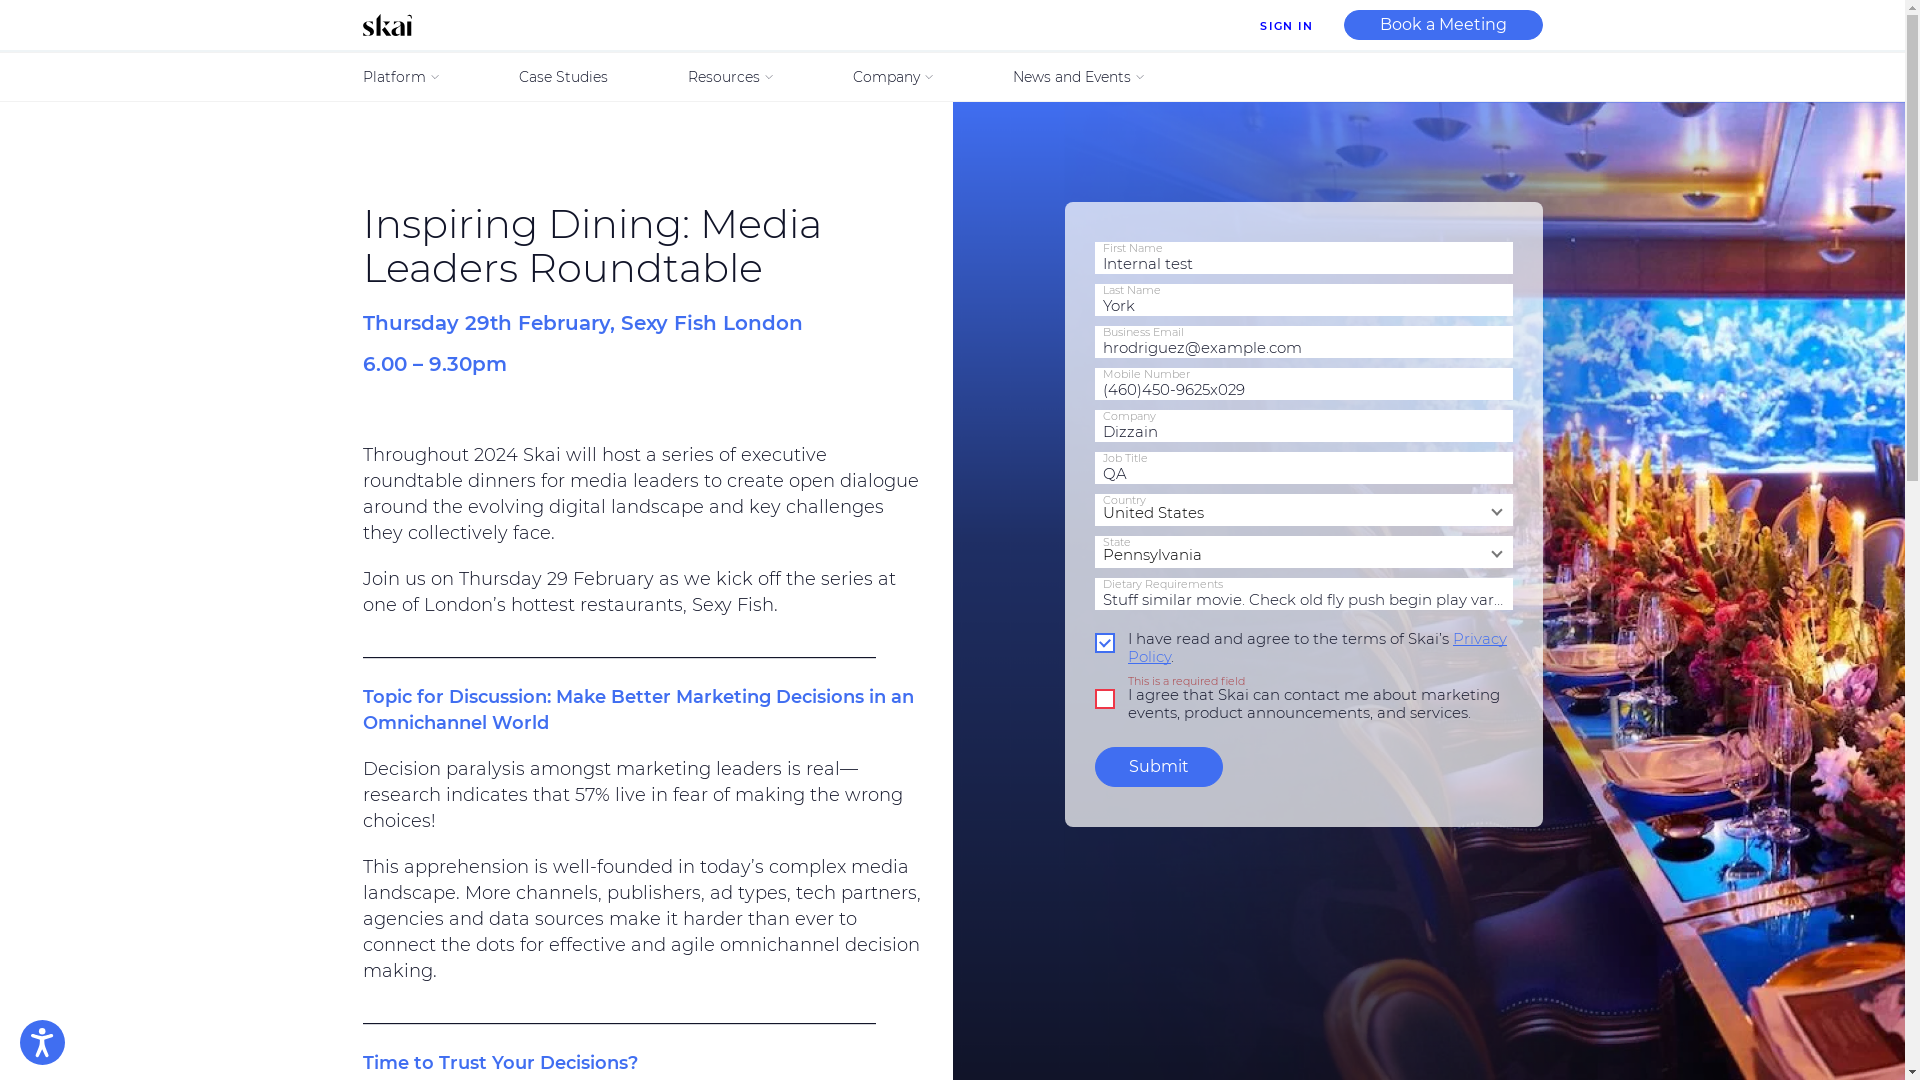 skai
SIGN IN
Book a Meeting
Platform
Case Studies
Resources
Company
News and Events
Inspiring Dining: Media
Leaders Roundtable
Thursday 29th February, Sexy Fish London
6.00 – 9.30pm
Throughout 2024 Skai will host a series of executive
roundtable dinners for media leaders to create open dialogue
around the evolving digital landscape and key challenges
they collectively face.
Join us on Thursday 29 February as we kick off the series at
one of London’s hottest restaurants, Sexy Fish.
Topic for Discussion: Make Better Marketing Decisions in an
Omnichannel World
Decision paralysis amongst marketing leaders is real—
research indicates that 57% live in fear of making the wrong
choices!
This apprehension is well-founded in today’s complex media
landscape. More channels, publishers, ad types, tech partners,
agencies and data sources make it harder than ever to
connect the dots for effective and agile omnichannel decision
making.
Time to Trust Your Decisions?
First Name
Internal test
Last Name
York
Business Email
hrodriguez@example.com
Mobile Number
(460)450-9625x029
Company
Dizzain
Job Title
QA
Country
United States
State
Pennsylvania
Dietary Requirements
Stuff similar movie. Check old fly push begin play var...
I have read and agree to the terms of Skai’s Privacy
Policy.
This is a required field
I agree that Skai can contact me about marketing
events, product announcements, and services.
Submit